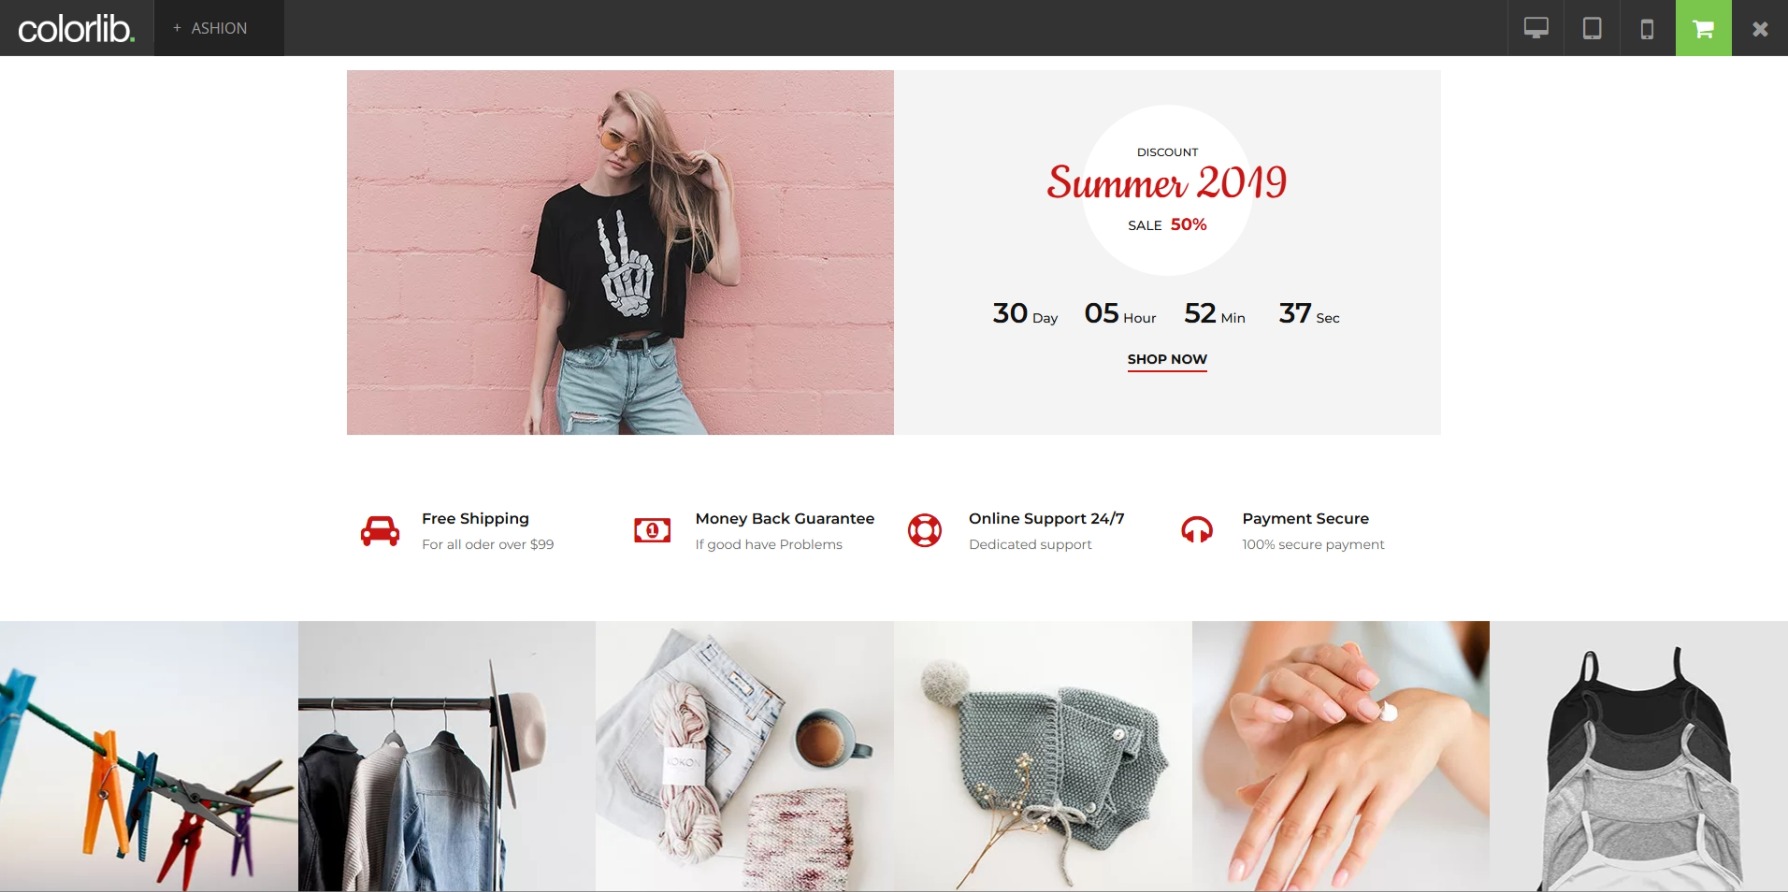 colorlib.
+ ASHION
DISCOUNT
Summer 2019
SALE 50%
30 Day 05 Hour 52 Min 37 Sec
SHOP NOW
Free Shipping
For all oder over $99
Money Back Guarantee
If good have Problems
Online Support 24/7
Dedicated support
Payment Secure
100% secure payment
KOKON